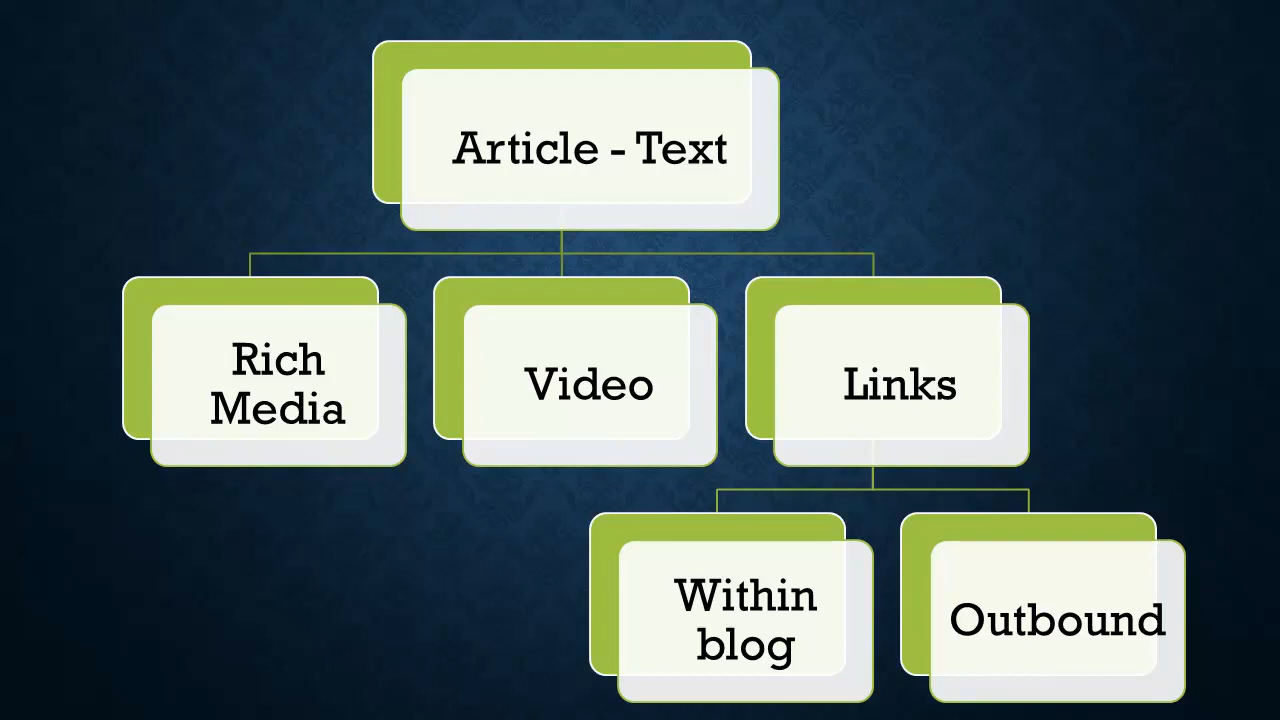 Article - Text
Rich
Media
Video
Links
Within
blog
Outbound